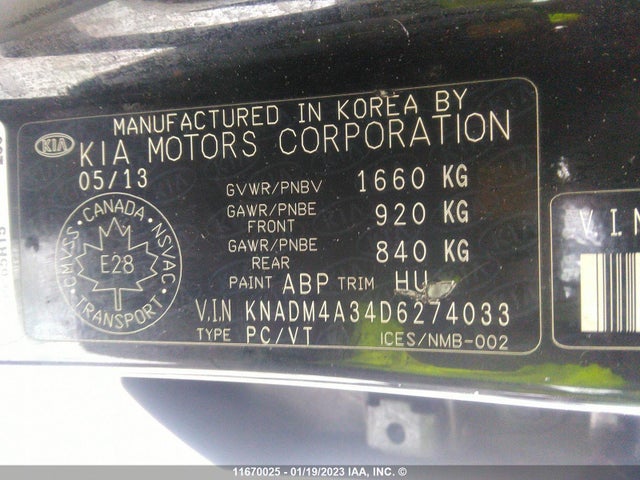 MANUFACTURED IN KOREA BY
KIA KIA MOTORS CORPORATION
05/13
GVWR/PNBV 1660 KG
GAWR/PNBE FRONT 920 KG
GAWR/PNBE REAR 840 KG
PAINT ABP TRIM HU
CANADA
CMVSS NSVAC
E28
TRANSPORT
V.I.N KNADM4A34D6274033
TYPE PC/VT ICES/NMB-002
V.I.N
11670025 - 01/19/2023 IAA, INC. ©